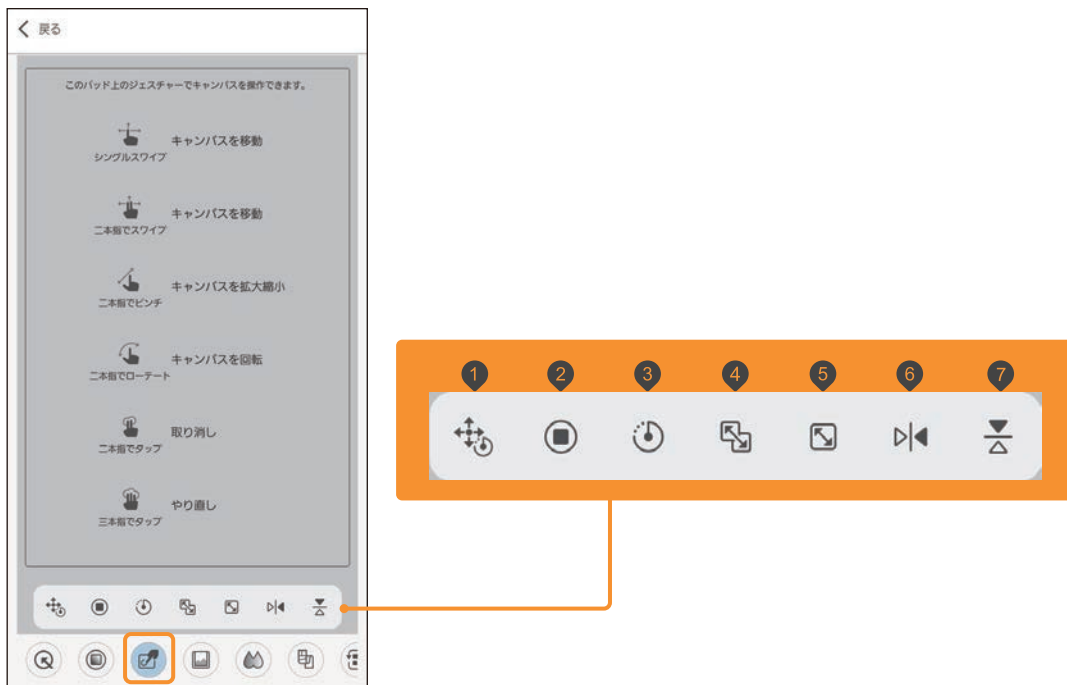 戻る
このパッド上のジェスチャーでキャンバスを操作できます。
キャンバスを移動
シングルスワイプ
キャンバスを移動
二本指でスワイプ
キャンバスを拡大縮小
二本指でピンチ
キャンバスを回転
二本指でローテート
取り消し
二本指でタップ
やり直し
三本指でタップ
1 2 3 4 5 6 7